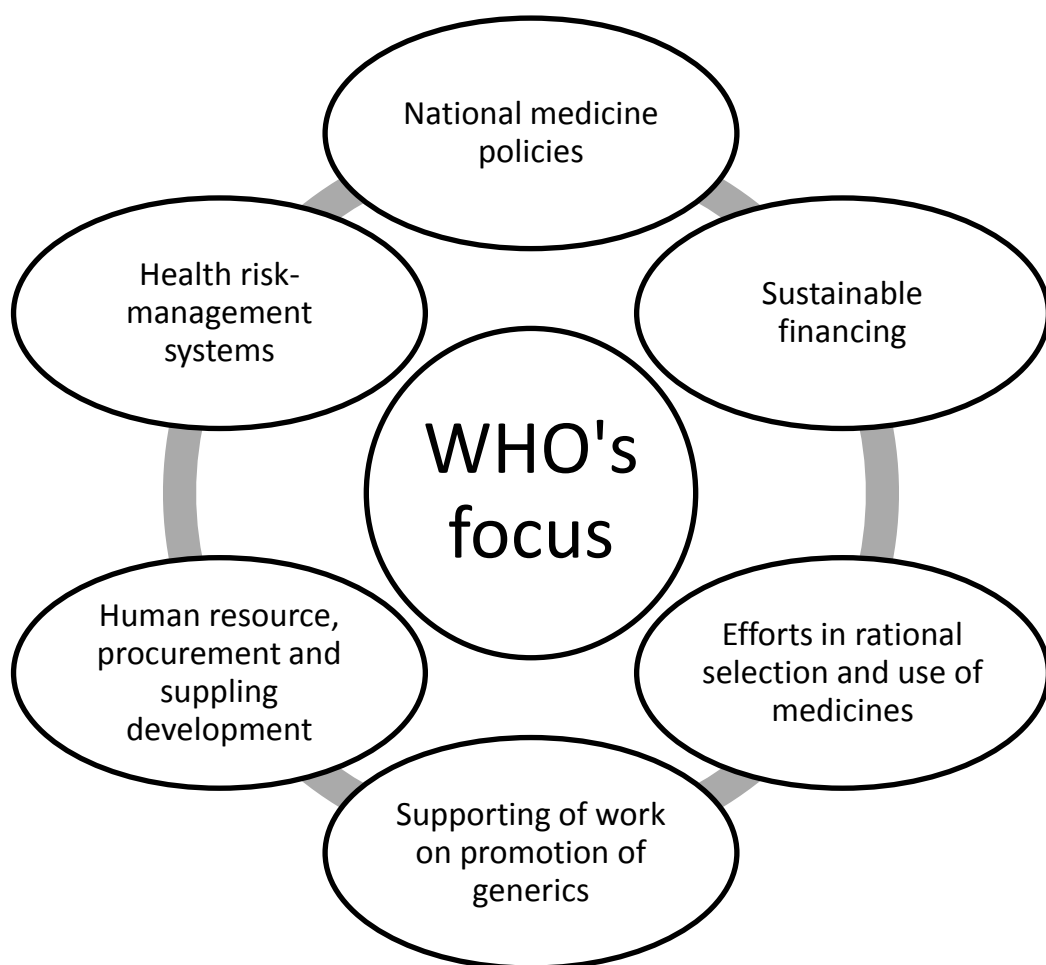 National medicine
policies
Sustainable
financing
Efforts in rational
selection and use of
medicines
Supporting of work
on promotion of
generics
Human resource,
procurement and
suppling
development
Health risk-
management
systems
WHO's
focus